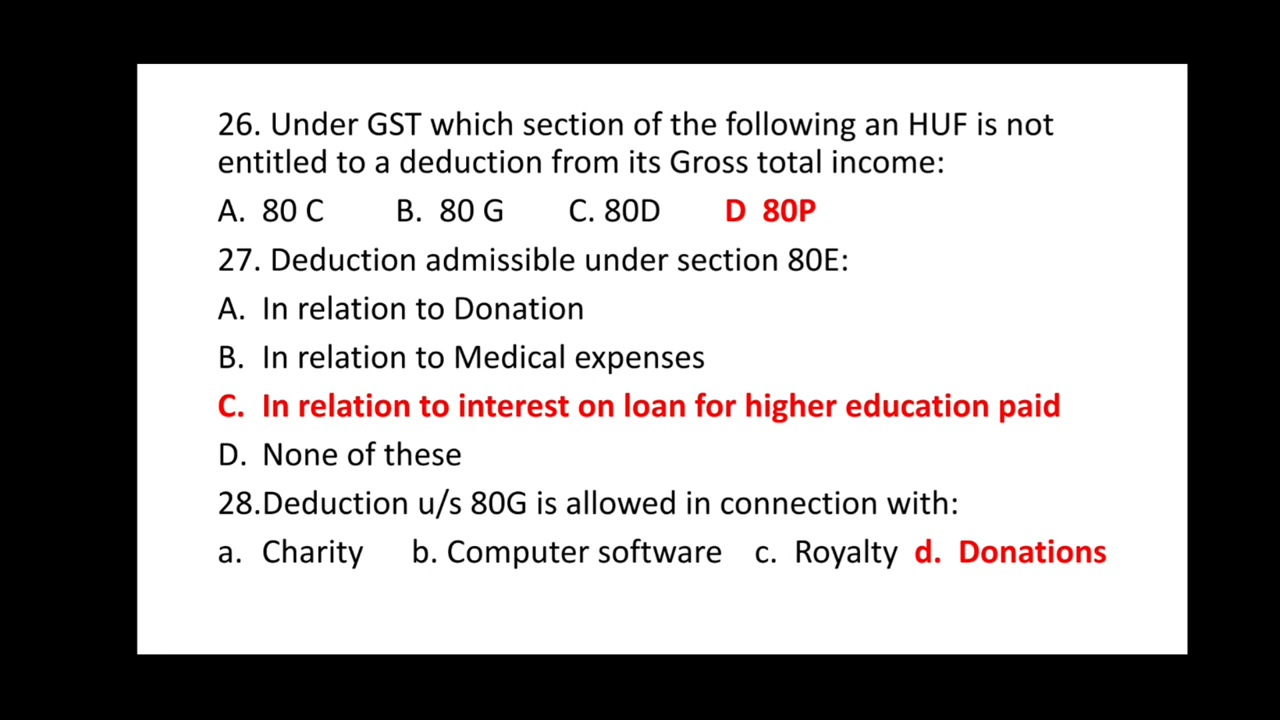 26. Under GST which section of the following an HUF is not
entitled to a deduction from its Gross total income:
A. 80 C B. 80 G C. 80D D 80P
27. Deduction admissible under section 80E:
A. In relation to Donation
B. In relation to Medical expenses
C. In relation to interest on loan for higher education paid
D. None of these
28.Deduction u/s 80G is allowed in connection with:
a. Charity b. Computer software c. Royalty d. Donations